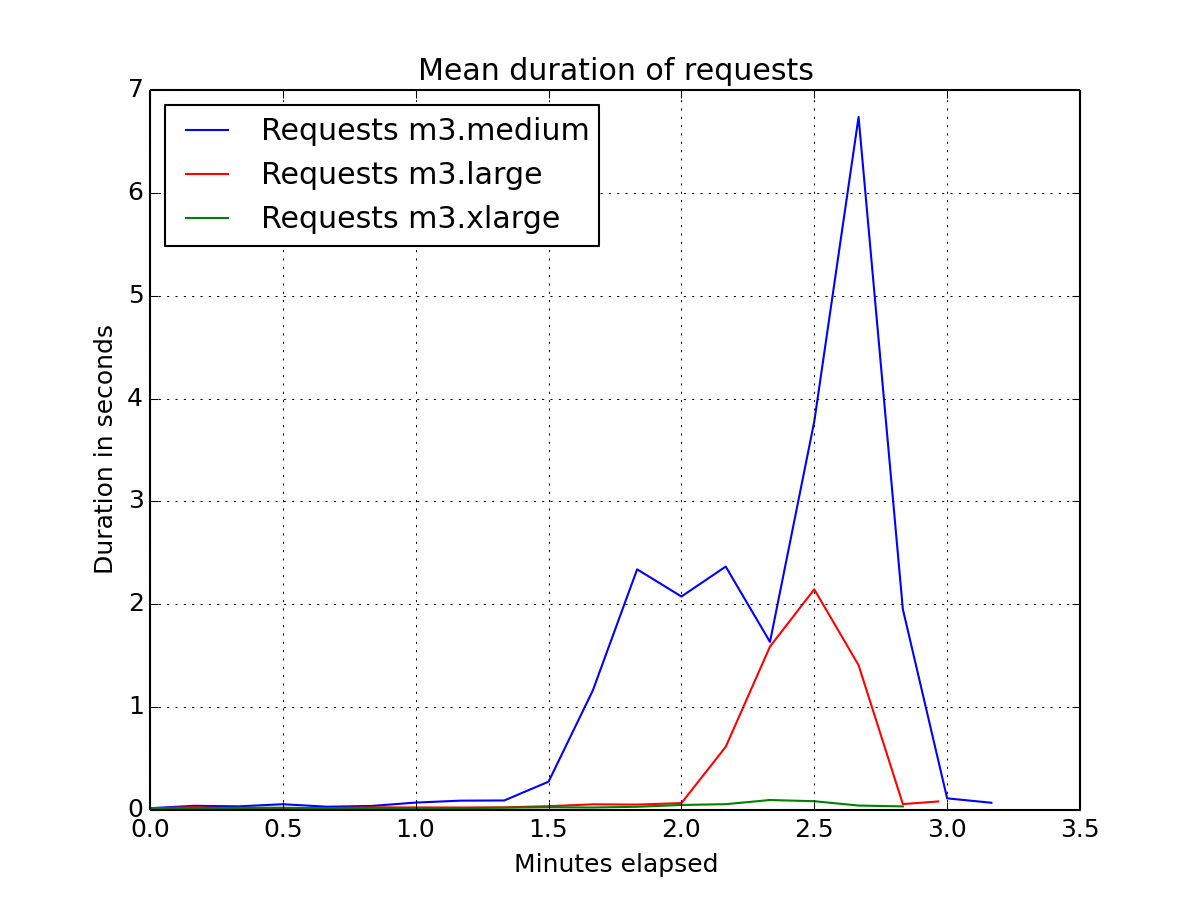 Mean duration of requests
Requests m3.medium
Requests m3.large
Requests m3.xlarge
Duration in seconds
7
6
5
4
3
2
1
0
0.0 0.5 1.0 1.5 2.0 2.5 3.0 3.5
Minutes elapsed